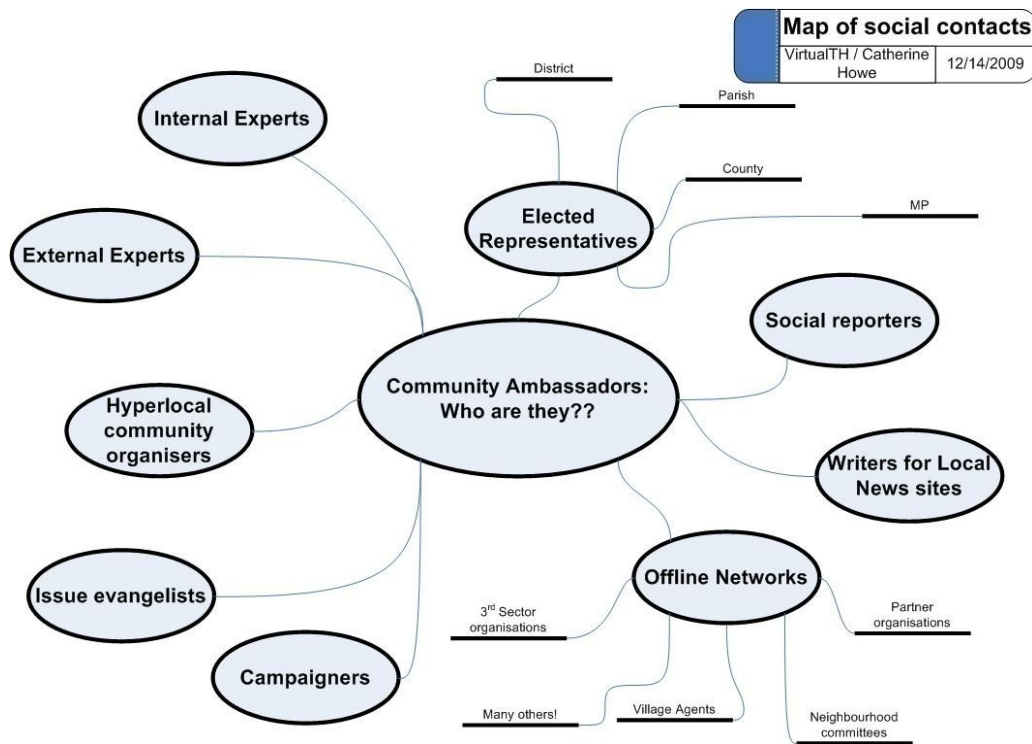 Map of social contacts
VirtualTH / Catherine
Howe
12/14/2009
District
Parish
County
MP
Internal Experts
External Experts
Elected
Representatives
Social reporters
Community Ambassadors:
Who are they??
Hyperlocal
community
organisers
Writers for Local
News sites
Issue evangelists
Campaigners
Offline Networks
3rd Sector
organisations
Partner
organisations
Many others!
Village Agents
Neighbourhood
committees